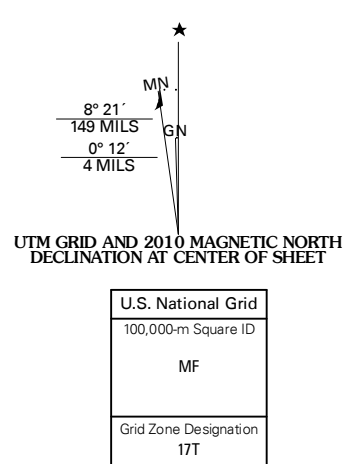 MN
8° 21´
149 MILS
GN
0° 12´
4 MILS
UTM GRID AND 2010 MAGNETIC NORTH
DECLINATION AT CENTER OF SHEET
U.S. National Grid
100,000-m Square ID
MF
Grid Zone Designation
17T